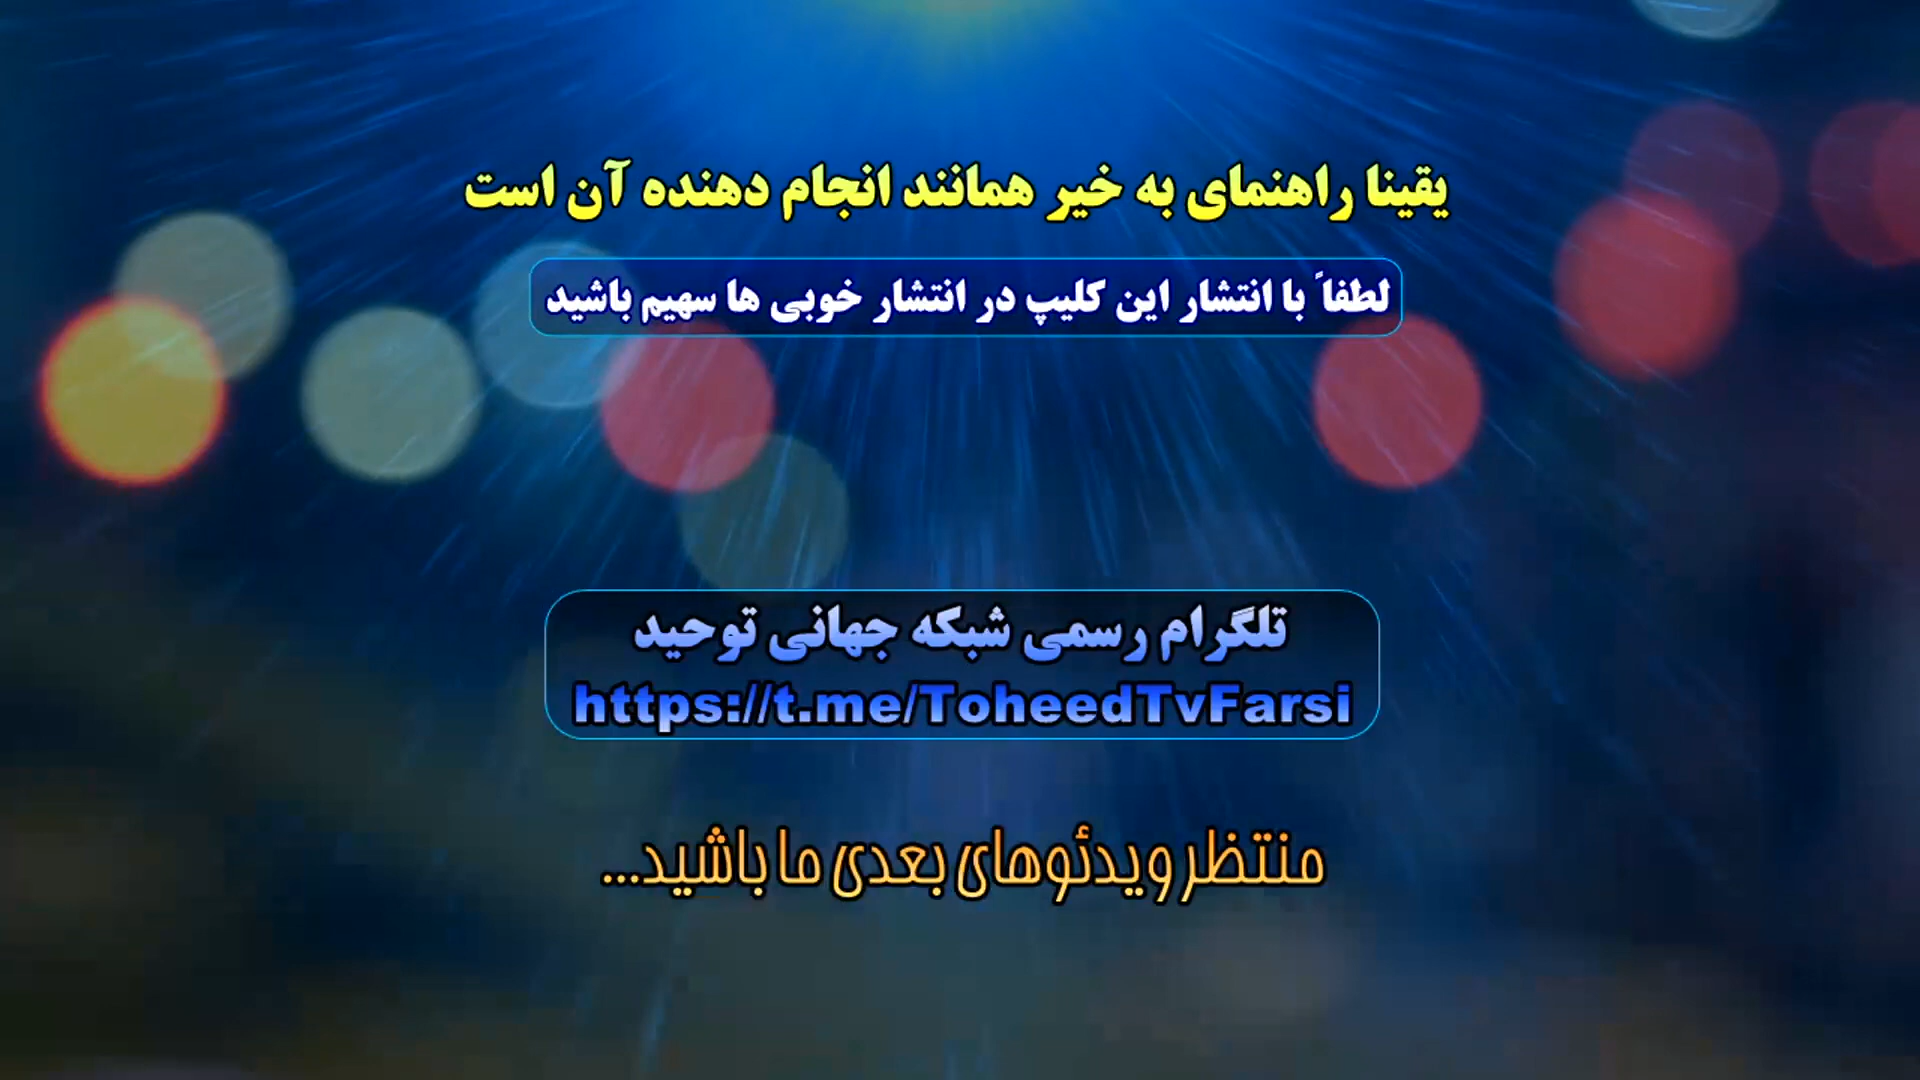 یقینا راهنمای به خیر همانند انجام دهنده آن است
لطفاً با انتشار این کلیپ در انتشار خوبی ها سهیم باشید
تلگرام رسمی شبکه جهانی توحید
https://t.me/ToheedTvFarsi
منتظر ویدئوهای بعدی ما باشید...